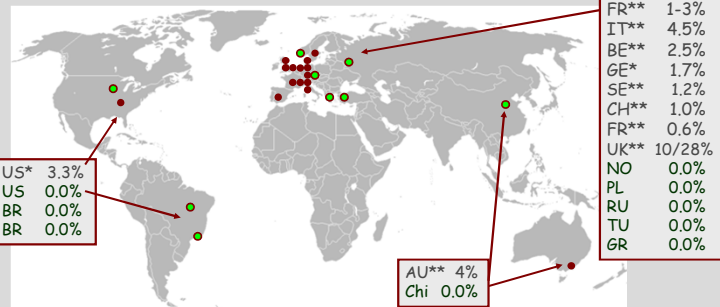 FR** 1-3%
IT** 4.5%
BE** 2.5%
GE* 1.7%
SE** 1.2%
CH** 1.0%
FR** 0.6%
UK** 10/28%
NO 0.0%
PL 0.0%
RU 0.0%
TU 0.0%
GR 0.0%
US* 3.3%
US 0.0%
BR 0.0%
BR 0.0%
AU** 4%
Chi 0.0%